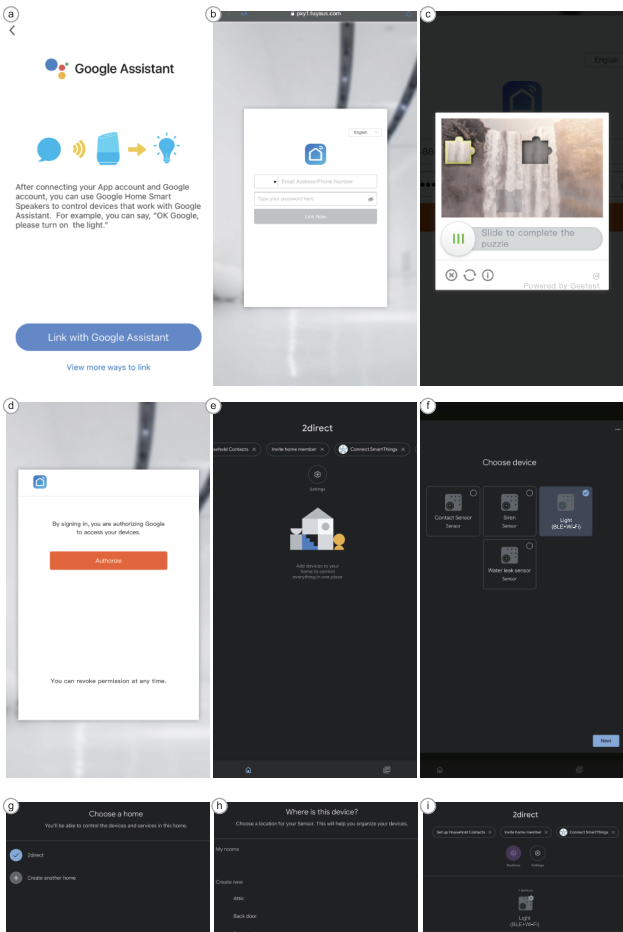 a
Google Assistant
After connecting your App account and Google
account, you can use Google Home Smart
Speakers to control devices that work with Google
Assistant. For example, you can say, "OK Google,
please turn on the light."
Link with Google Assistant
View more ways to link
b
AA
px1.tuyaus.com
English
Email Address/Phone Number
Type your password here
Link Now
c
English
Slide to complete the
puzzle
Powered by Geetest
d
By signing in, you are authorizing Google
to access your devices.
Authorize
You can revoke permission at any time.
e
2direct
Household Contacts ×
Invite home member ×
Connect SmartThings ×
Settings
Add devices to your
home to control
everything in one place
f
Choose device
Contact Sensor
Sensor
Siren
Sensor
Light
(BLE+Wi-Fi)
Water leak sensor
Sensor
Next
g
Choose a home
You'll be able to control the devices and services in this home.
2direct
Create another home
h
Where is this device?
Choose a location for your Sensor. This will help you organize your devices.
My rooms
Create new
Attic
Back door
i
2direct
Set up Household Contacts ×
Invite home member ×
Connect SmartThings ×
Routines
Settings
1 devices
Light
(BLE+Wi-Fi)